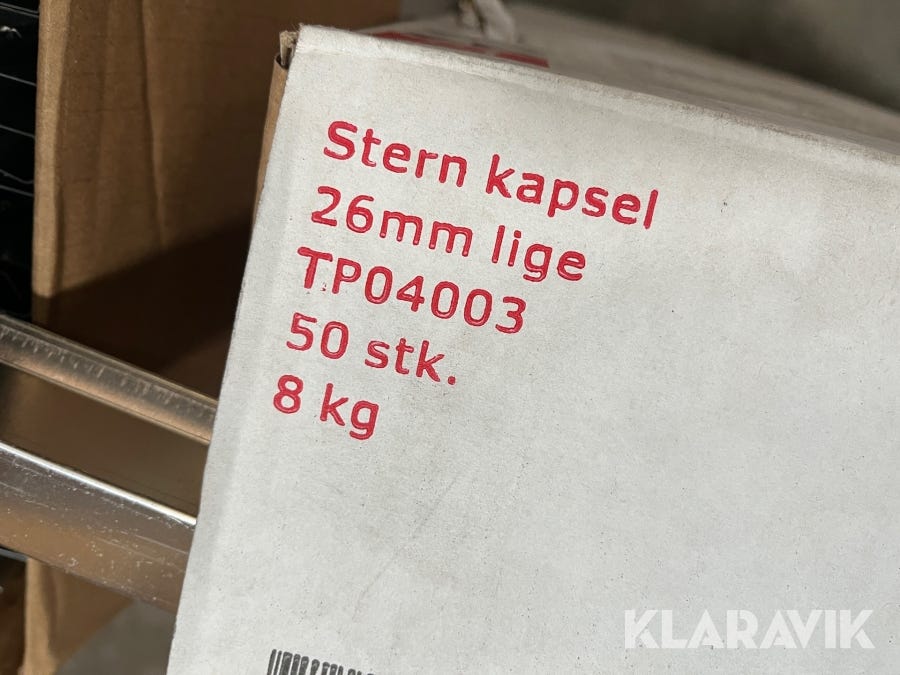 Stern kapsel
26mm lige
TP04003
50 stk.
8 kg
KLARAVIK